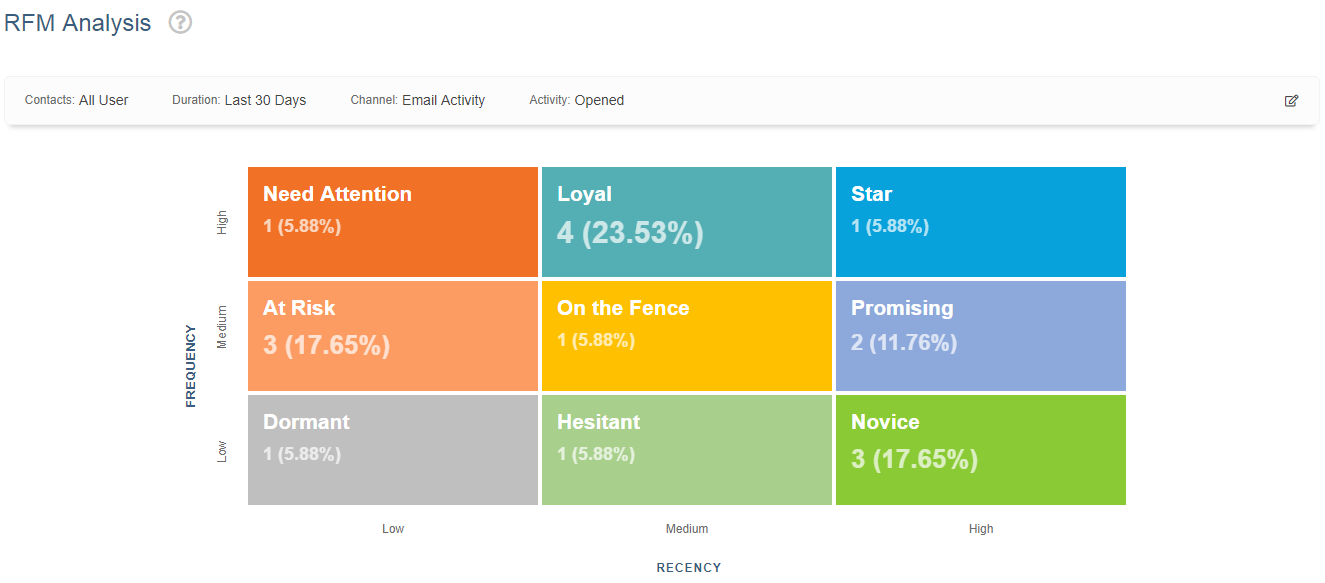 RFM Analysis ?
Contacts: All User Duration: Last 30 Days Channel: Email Activity Activity: Opened
FREQUENCY
High
Need Attention
1 (5.88%)
Loyal
4 (23.53%)
Star
1 (5.88%)
Medium
At Risk
3 (17.65%)
On the Fence
1 (5.88%)
Promising
2 (11.76%)
Low
Dormant
1 (5.88%)
Hesitant
1 (5.88%)
Novice
3 (17.65%)
Low Medium High
RECENCY